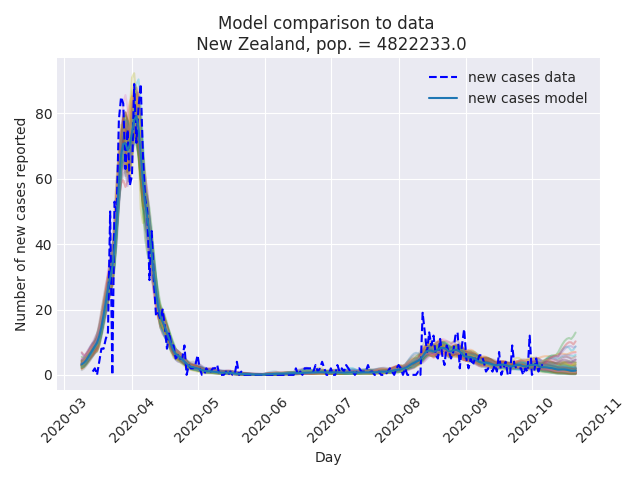 Model comparison to data
New Zealand, pop. = 4822233.0
new cases data
new cases model
Number of new cases reported
80
60
40
20
0
2020-03
2020-04
2020-05
2020-06
2020-07
2020-08
2020-09
2020-10
2020-11
Day